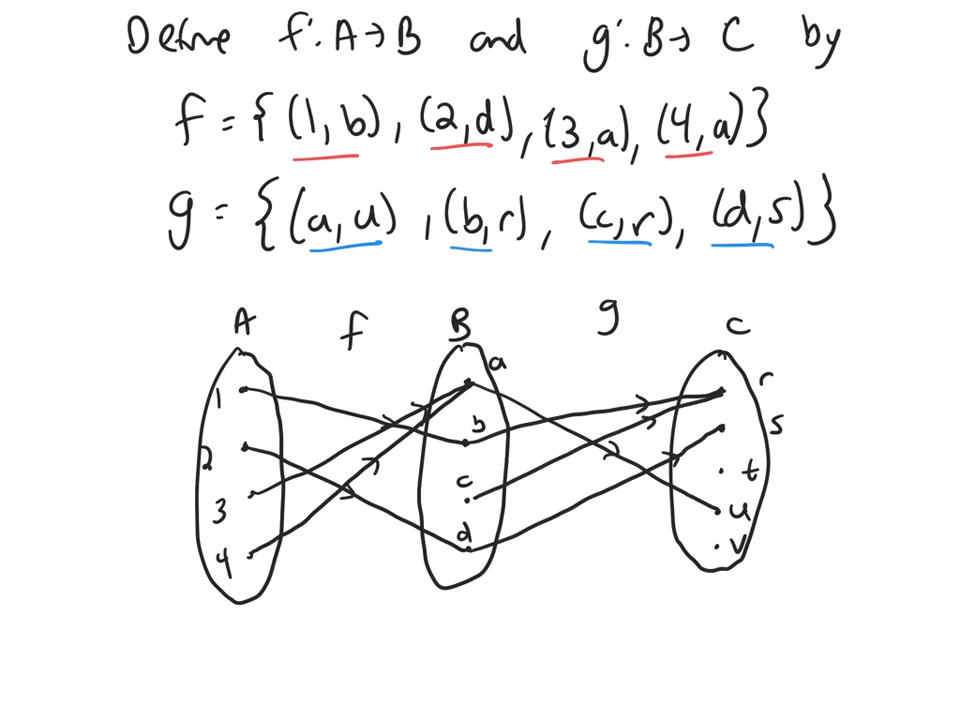 Define f: A→B and g: B→ C by
f = { (1, b), (2,d), (3,a), (4,a)}
g = {(a,u), (b,r), (c,r), (d,s)}
A f B g C
a
1 r
b s
2 c t
3 u
4 d v